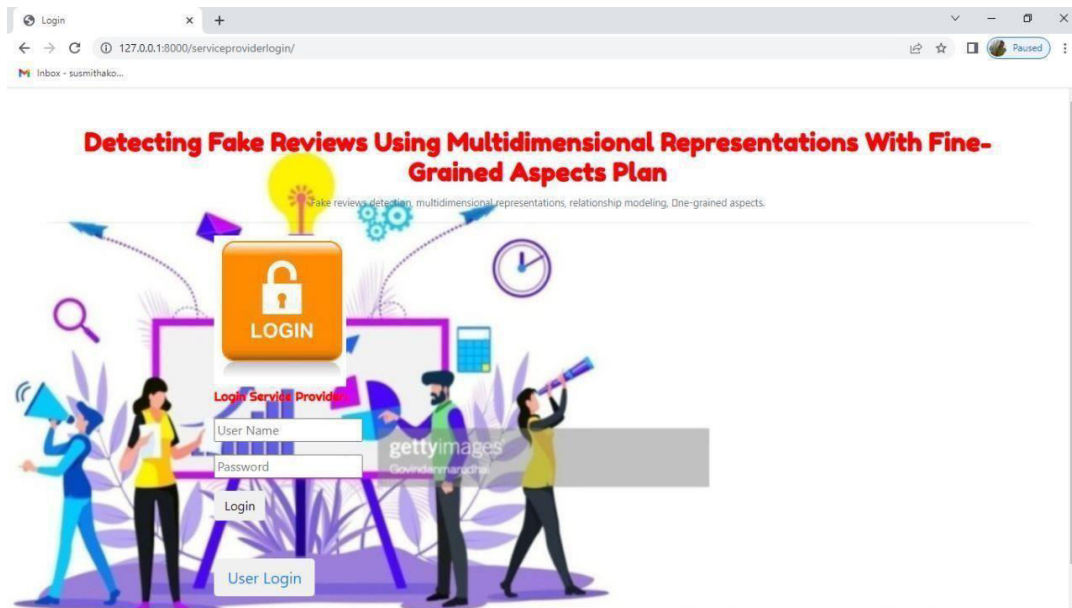 Login
127.0.0.1:8000/serviceproviderlogin/
Paused
Inbox - susmithako...
Detecting Fake Reviews Using Multidimensional Representations With Fine-
Grained Aspects Plan
Fake reviews detection, multidimensional representations, relationship modeling, One-grained aspects.
LOGIN
Login Service Provider
User Name
gettyimages
Govindanmarudhai
Password
Login
User Login